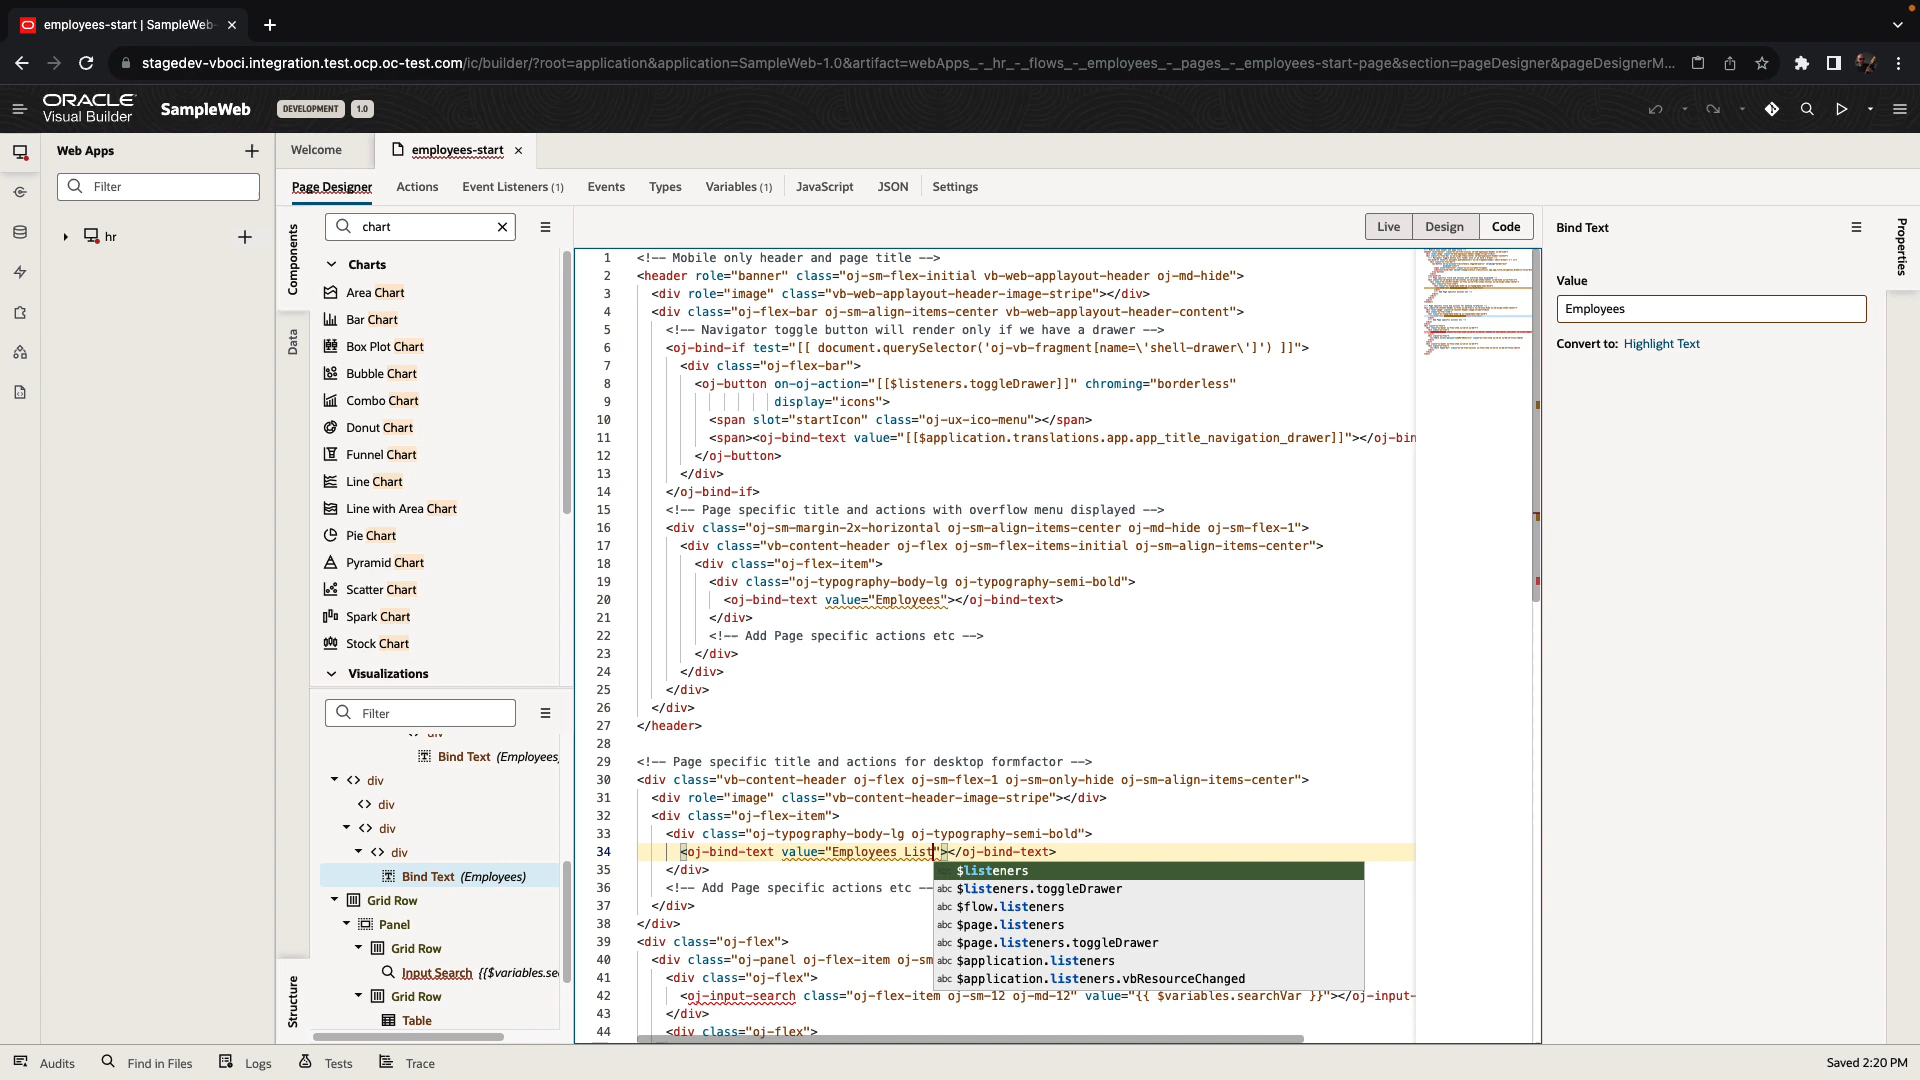 employees-start | SampleWeb-
stagedev-vboci.integration.test.ocp.oc-test.com/ic/builder/?root=application&application=SampleWeb-1.0&artifact=webApps_-_hr_-_flows_-_employees_-_pages_-_employees-start-page&section=pageDesigner&pageDesignerM...
ORACLE
Visual Builder
SampleWeb
DEVELOPMENT
1.0
Web Apps
Filter
hr
Welcome
employees-start
Page Designer
Actions
Event Listeners (1)
Events
Types
Variables (1)
JavaScript
JSON
Settings
Components
Data
chart
Charts
Area Chart
Bar Chart
Box Plot Chart
Bubble Chart
Combo Chart
Donut Chart
Funnel Chart
Line Chart
Line with Area Chart
Pie Chart
Pyramid Chart
Scatter Chart
Spark Chart
Stock Chart
Visualizations
Structure
Filter
div
Bind Text (Employees
<> div
<> div
<> div
<> div
Bind Text (Employees)
Grid Row
Panel
Grid Row
Input Search {{$variables.se
Grid Row
Table
Live
Design
Code
1 <!-- Mobile only header and page title -->
2 <header role="banner" class="oj-sm-flex-initial vb-web-applayout-header oj-md-hide">
3 <div role="image" class="vb-web-applayout-header-image-stripe"></div>
4 <div class="oj-flex-bar oj-sm-align-items-center vb-web-applayout-header-content">
5 <!-- Navigator toggle button will render only if we have a drawer -->
6 <oj-bind-if test="[[ document.querySelector('oj-vb-fragment[name=\'shell-drawer\']') ]]">
7 <div class="oj-flex-bar">
8 <oj-button on-oj-action="[[$listeners.toggleDrawer]]" chroming="borderless"
9 display="icons">
10 <span slot="startIcon" class="oj-ux-ico-menu"></span>
11 <span><oj-bind-text value="[[$application.translations.app.app_title_navigation_drawer]]"></oj-bin
12 </oj-button>
13 </div>
14 </oj-bind-if>
15 <!-- Page specific title and actions with overflow menu displayed -->
16 <div class="oj-sm-margin-2x-horizontal oj-sm-align-items-center oj-md-hide oj-sm-flex-1">
17 <div class="vb-content-header oj-flex oj-sm-flex-items-initial oj-sm-align-items-center">
18 <div class="oj-flex-item">
19 <div class="oj-typography-body-lg oj-typography-semi-bold">
20 <oj-bind-text value="Employees"></oj-bind-text>
21 </div>
22 <!-- Add Page specific actions etc -->
23 </div>
24 </div>
25 </div>
26 </div>
27 </header>
28
29 <!-- Page specific title and actions for desktop formfactor -->
30 <div class="vb-content-header oj-flex oj-sm-flex-1 oj-sm-only-hide oj-sm-align-items-center">
31 <div role="image" class="vb-content-header-image-stripe"></div>
32 <div class="oj-flex-item">
33 <div class="oj-typography-body-lg oj-typography-semi-bold">
34 <oj-bind-text value="Employees List"></oj-bind-text>
35 </div>
36 <!-- Add Page specific actions etc --
37 </div>
38 </div>
39 <div class="oj-flex">
40 <div class="oj-panel oj-flex-item oj-sm
41 <div class="oj-flex">
42 <oj-input-search class="oj-flex-item oj-sm-12 oj-md-12" value="{{ $variables.searchVar }}"></oj-input-
43 </div>
44 <div class="oj-flex">
$listeners
abc $listeners.toggleDrawer
abc $flow.listeners
abc $page.listeners
abc $page.listeners.toggleDrawer
abc $application.listeners
abc $application.listeners.vbResourceChanged
Bind Text
Value
Employees
Convert to: Highlight Text
Properties
Audits
Find in Files
Logs
Tests
Trace
Saved 2:20 PM